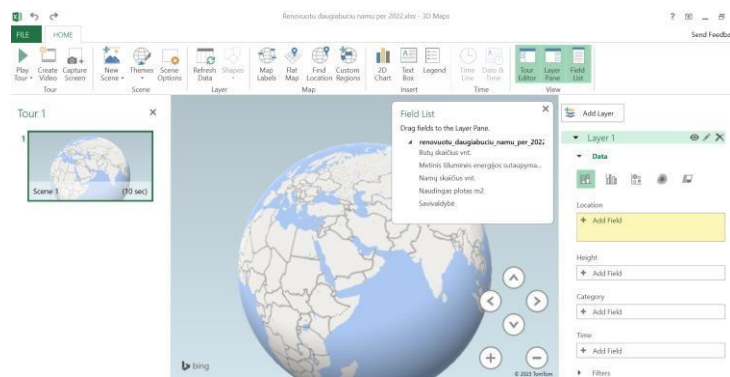 Renovuotu daugiabuciu namu per 2022.xlsx - 3D Maps
FILE HOME
Send Feedba
Play Tour
Create Video
Capture Screen
New Scene
Themes
Scene Options
Refresh Data
Shapes
Map Labels
Flat Map
Find Location
Custom Regions
2D Chart
Text Box
Legend
Time Line
Date & Time
Tour Editor
Layer Pane
Field List
Tour
Scene
Layer
Map
Insert
Time
View
Tour 1
1
Scene 1 (10 sec)
Field List
Drag fields to the Layer Pane.
renovuotu_daugiabuciu_namu_per_2022
Butų skaičius vnt.
Metinis šiluminės energijos sutaupyma...
Namų skaičius vnt.
Naudingas plotas m2
Savivaldybė
bing
© 2023 TomTom
Add Layer
Layer 1
Data
Location
+ Add Field
Height
+ Add Field
Category
+ Add Field
Time
+ Add Field
Filters